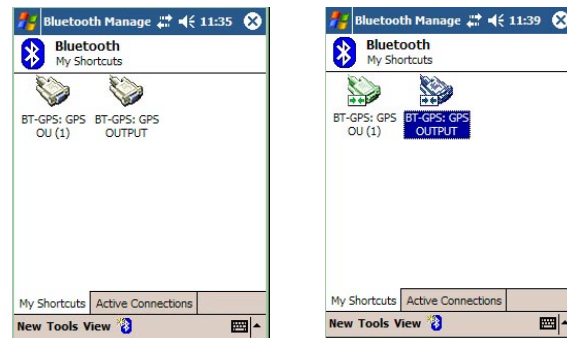 Bluetooth Manage 11:35
Bluetooth
My Shortcuts
BT-GPS: GPS OU (1)
BT-GPS: GPS OUTPUT
My Shortcuts Active Connections
New Tools View
Bluetooth Manage 11:39
Bluetooth
My Shortcuts
BT-GPS: GPS OU (1)
BT-GPS: GPS OUTPUT
My Shortcuts Active Connections
New Tools View